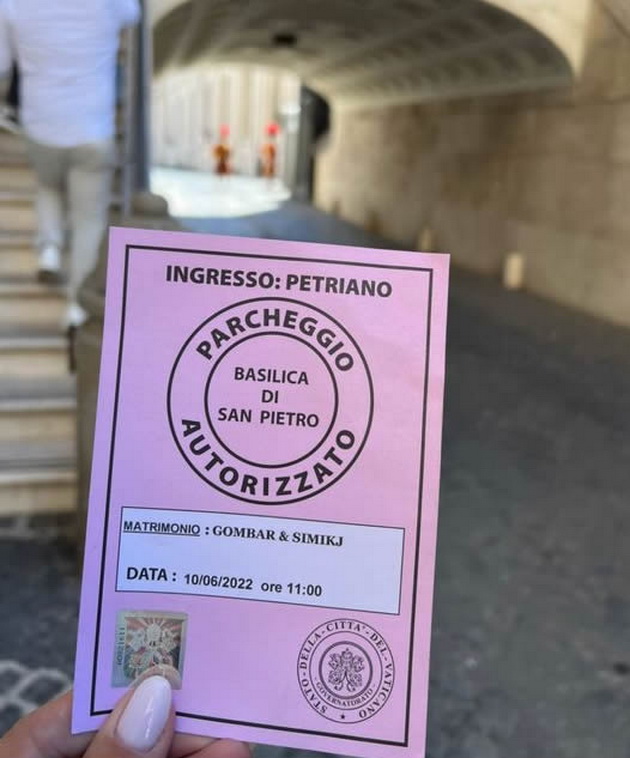 INGRESSO: PETRIANO
PARCHEGGIO
BASILICA
DI
SAN PIETRO
AUTORIZZATO
MATRIMONIO : GOMBAR & SIMIKJ
DATA : 10/06/2022 ore 11:00
STATO-DELLA-CITTA'-DEL-VATICANO
GOVERNATORATO